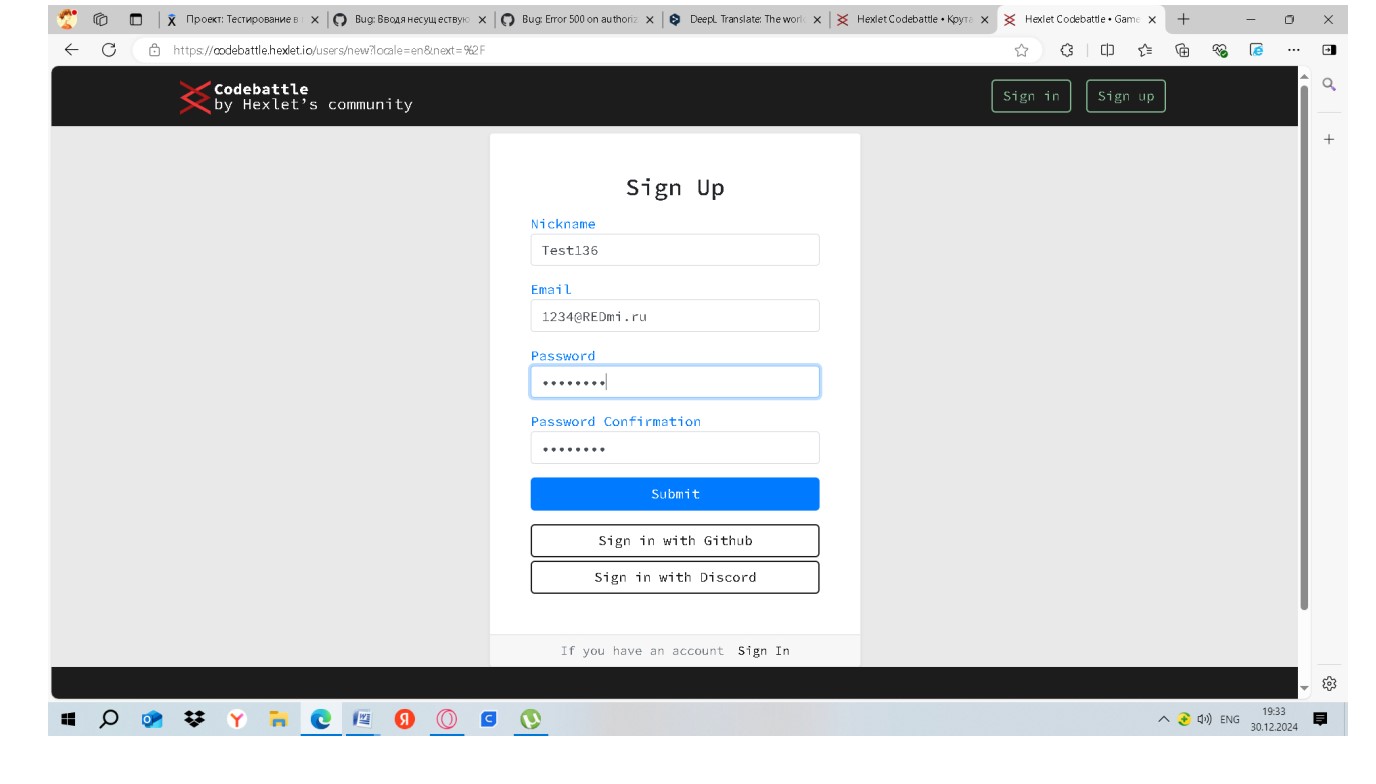 Проект: Тестирование в п
Bug: Вводя несуществую
Bug: Error 500 on authoriz
DeepL Translate: The worl
Hexlet Codebattle • Крута
Hexlet Codebattle • Game
https://codebattle.hexlet.io/users/new?locale=en&next=%2F
Codebattle
by Hexlet's community
Sign in
Sign up
Sign Up
Nickname
Test136
Email
1234@REDmi.ru
Password
Password Confirmation
Submit
Sign in with Github
Sign in with Discord
If you have an account Sign In
ENG
19:33
30.12.2024